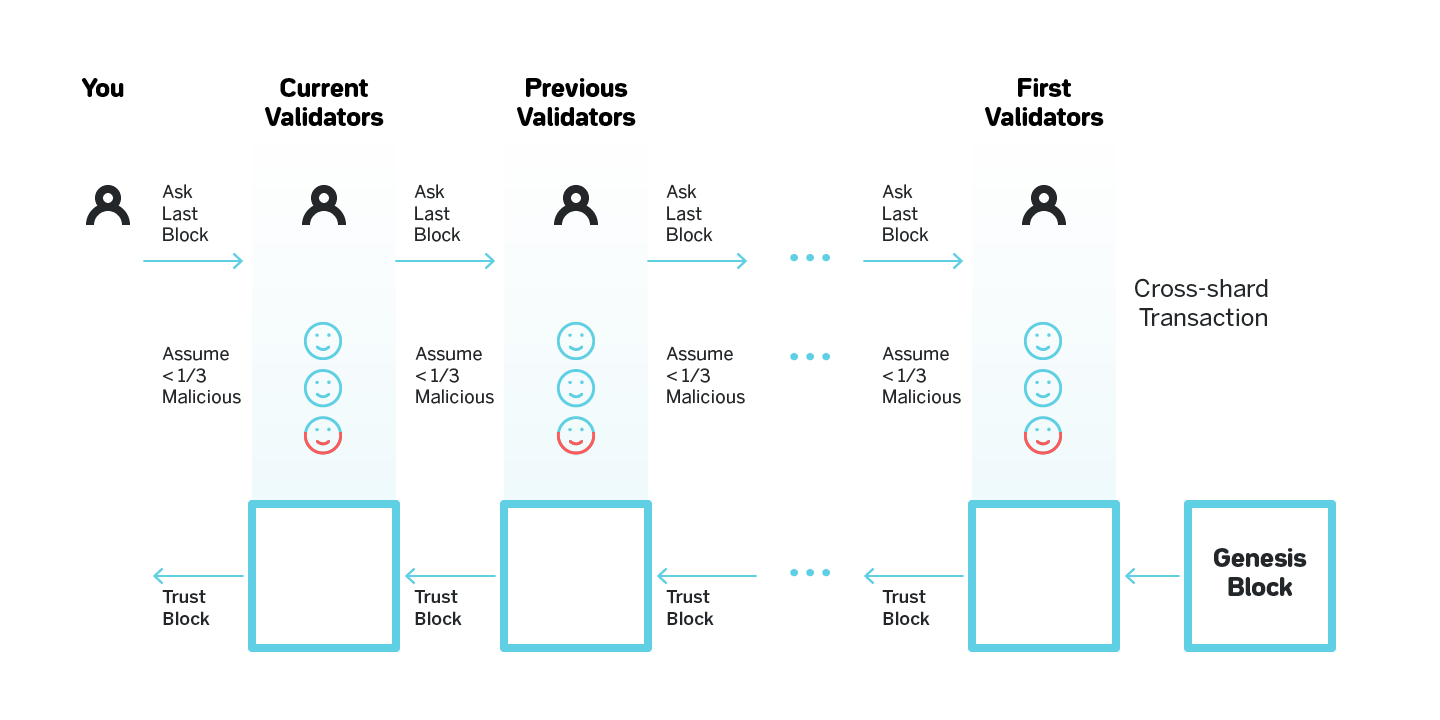 You
Current
Validators
Previous
Validators
First
Validators
Ask
Last
Block
Ask
Last
Block
Ask
Last
Block
Ask
Last
Block
Cross-shard
Transaction
Assume
< 1/3
Malicious
Assume
< 1/3
Malicious
Assume
< 1/3
Malicious
Assume
< 1/3
Malicious
Trust
Block
Trust
Block
Trust
Block
Trust
Block
Genesis
Block